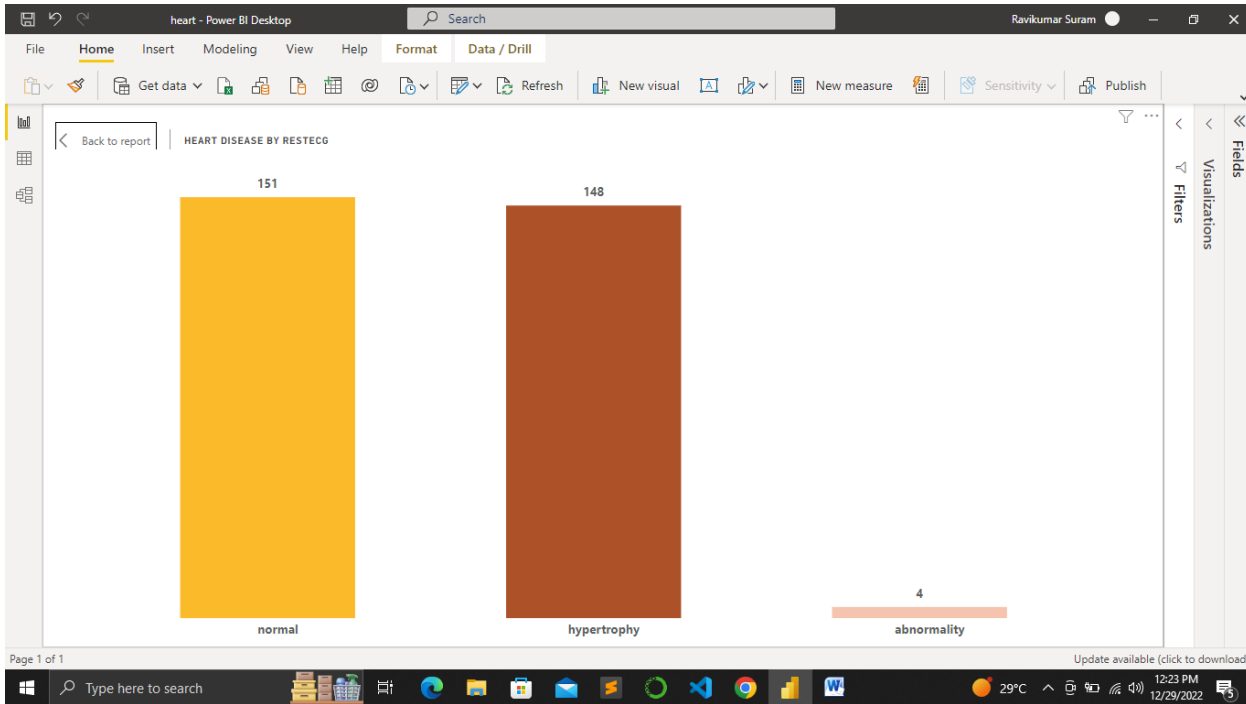 heart - Power BI Desktop
Search
Ravikumar Suram
File Home Insert Modeling View Help Format Data / Drill
Get data Refresh New visual A New measure Sensitivity Publish
Back to report HEART DISEASE BY RESTECG
Filters
Visualizations
Fields
151
148
4
normal hypertrophy abnormality
Page 1 of 1
Update available (click to download
Type here to search
29°C
12:23 PM
12/29/2022
5